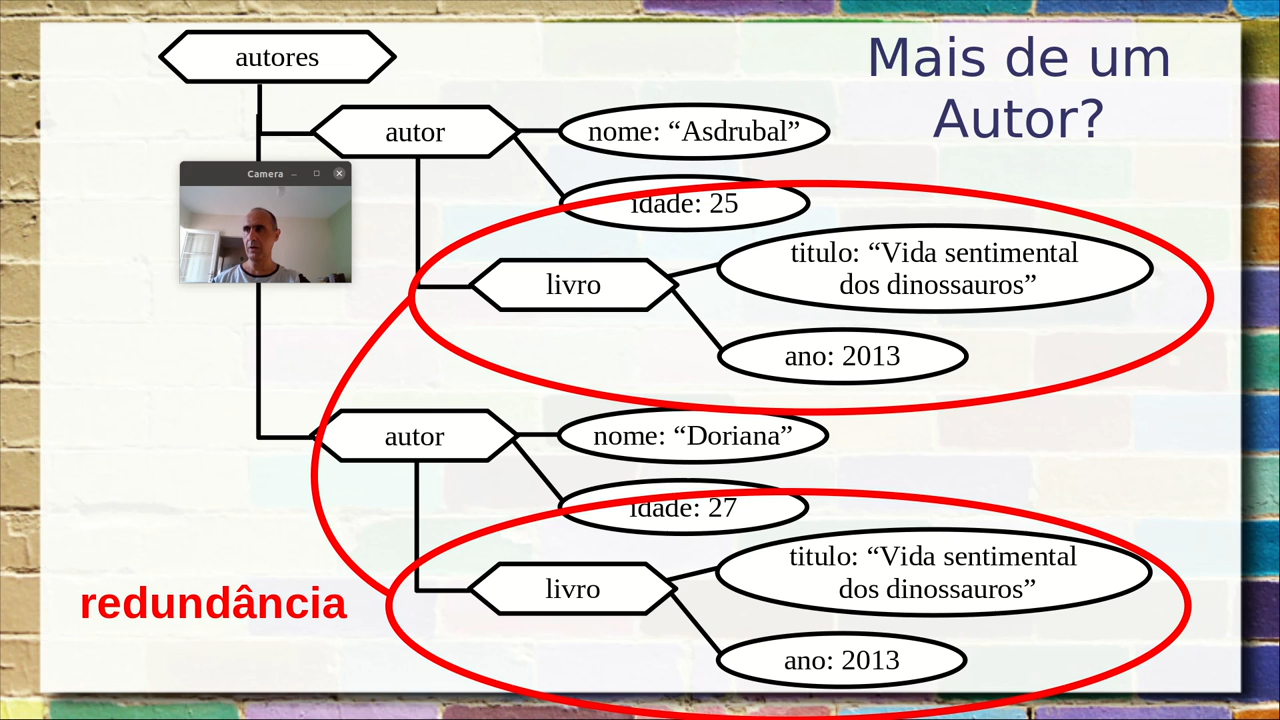 autores
Mais de um
Autor?
autor
nome: “Asdrubal”
Camera
idade: 25
titulo: “Vida sentimental
dos dinossauros”
livro
ano: 2013
autor
nome: “Doriana”
idade: 27
titulo: “Vida sentimental
dos dinossauros”
livro
redundância
ano: 2013